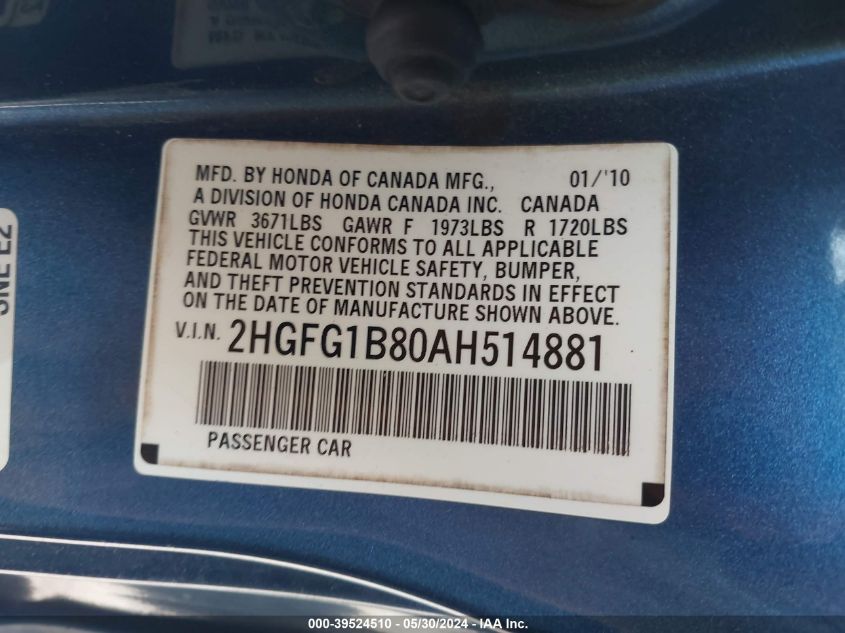 MFD. BY HONDA OF CANADA MFG., 01/'10
A DIVISION OF HONDA CANADA INC. CANADA
GVWR 3671LBS GAWR F 1973LBS R 1720LBS
THIS VEHICLE CONFORMS TO ALL APPLICABLE
FEDERAL MOTOR VEHICLE SAFETY, BUMPER,
AND THEFT PREVENTION STANDARDS IN EFFECT
ON THE DATE OF MANUFACTURE SHOWN ABOVE.
V.I.N. 2HGFG1B80AH514881
PASSENGER CAR
000-39524510 - 05/30/2024 - IAA Inc.